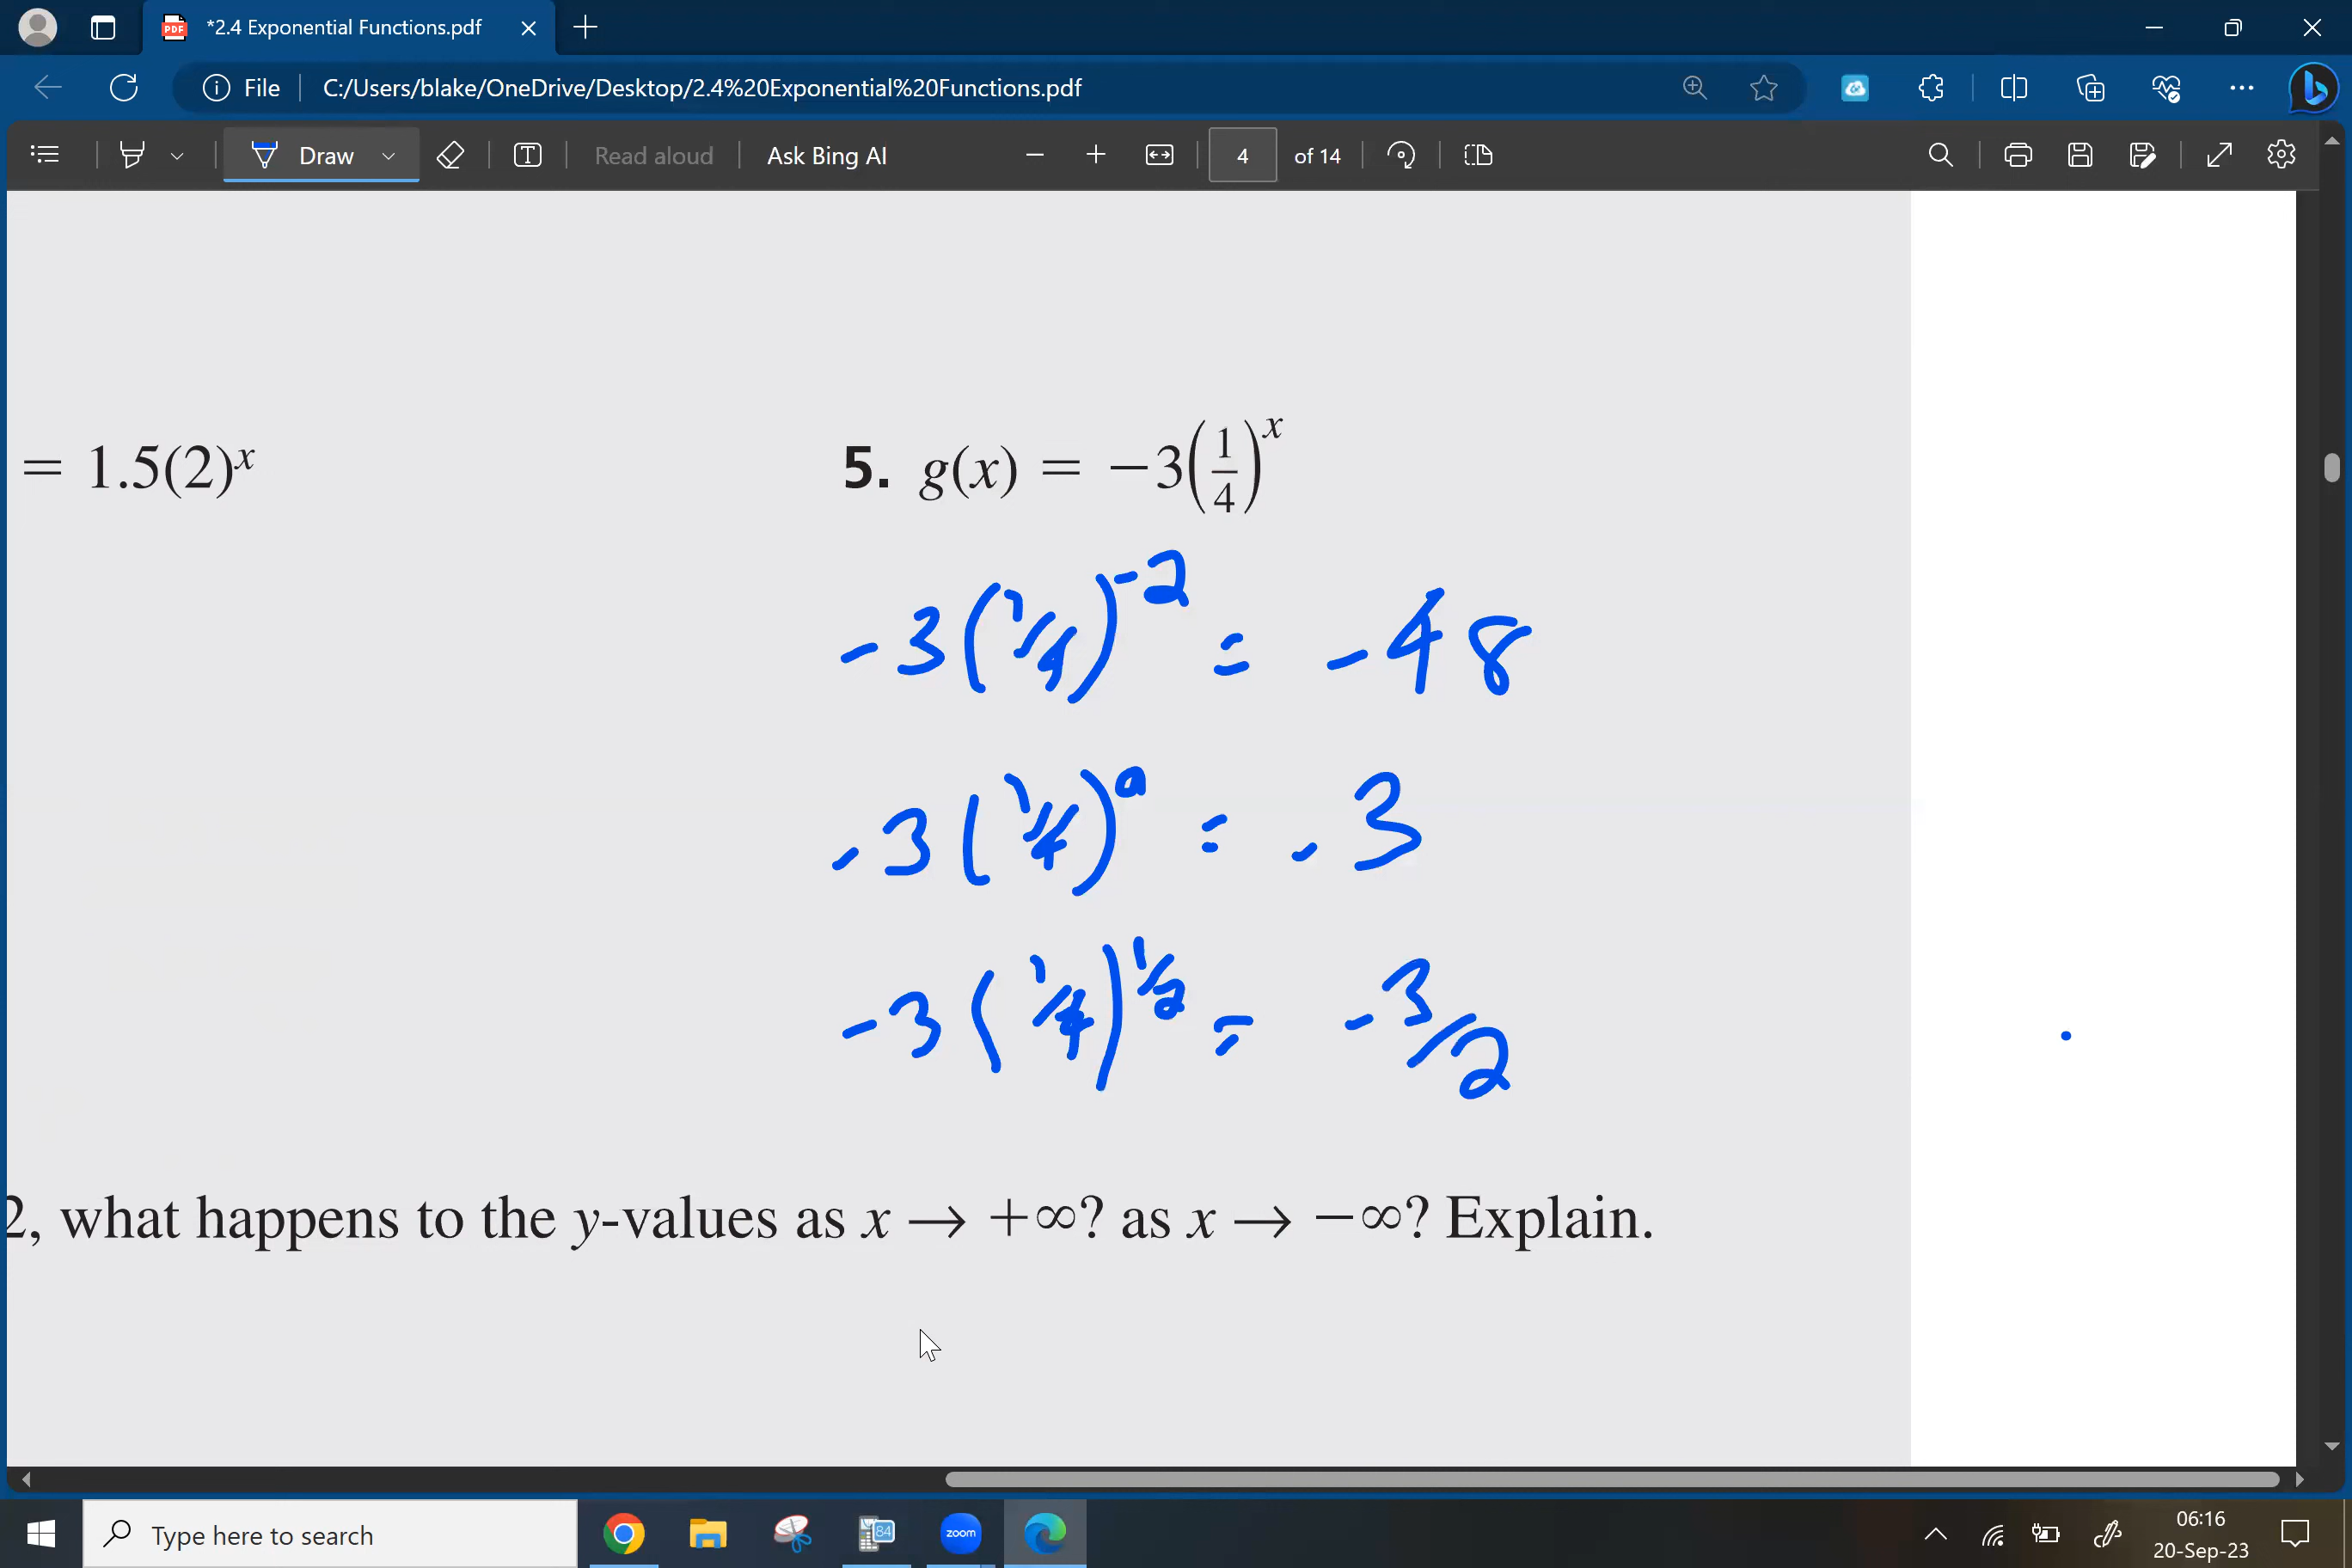 *2.4 Exponential Functions.pdf
File C:/Users/blake/OneDrive/Desktop/2.4%20Exponential%20Functions.pdf
Draw Read aloud Ask Bing AI 4 of 14
= 1.5(2)^x
5. g(x) = −3(1/4)^x
-3(1/4)^-2 = -48
-3(1/4)^0 = -3
-3(1/4)^1/2 = -3/2
2, what happens to the y-values as x → +∞? as x → −∞? Explain.
Type here to search
84
zoom
06:16
20-Sep-23